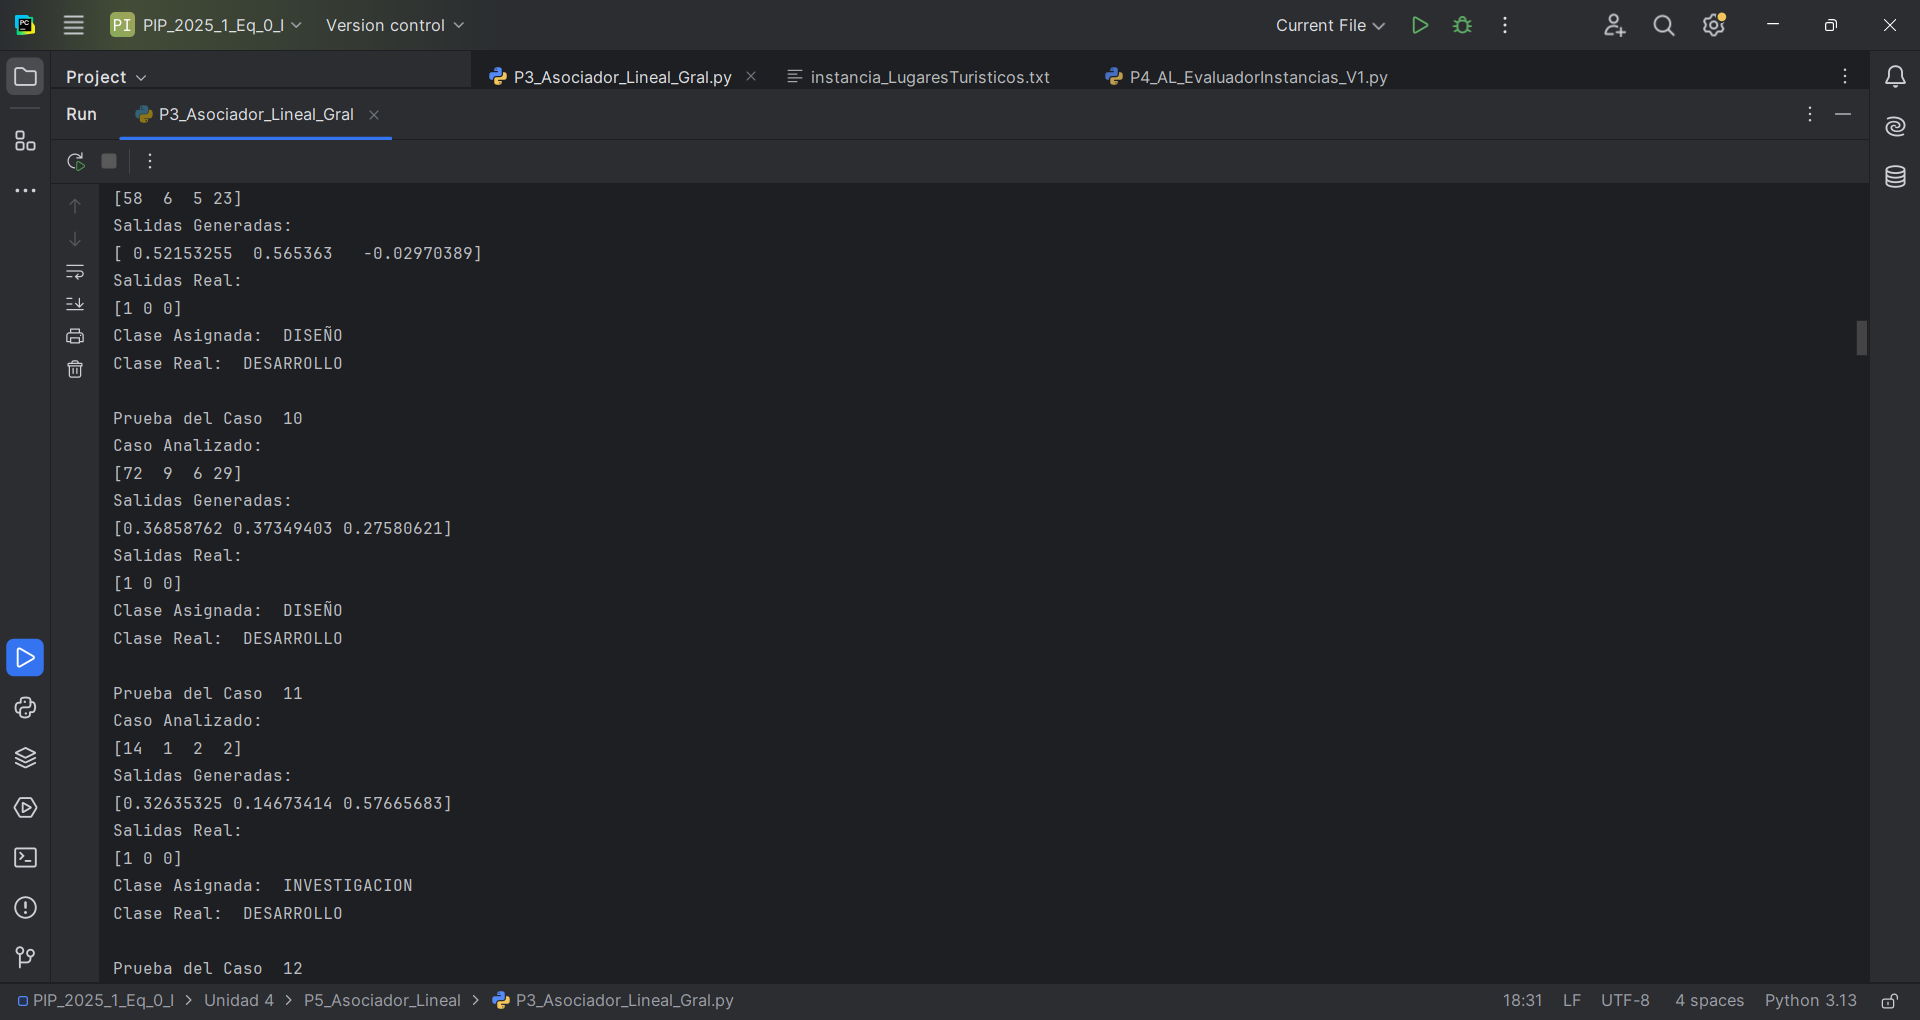 PC
PI PIP_2025_1_Eq_0_I Version control Current File
Project P3_Asociador_Lineal_Gral.py instancia_LugaresTuristicos.txt P4_AL_EvaluadorInstancias_V1.py
Run P3_Asociador_Lineal_Gral
[58  6  5 23]
Salidas Generadas:
[ 0.52153255  0.565363   -0.02970389]
Salidas Real:
[1 0 0]
Clase Asignada:  DISEÑO
Clase Real:  DESARROLLO
Prueba del Caso  10
Caso Analizado:
[72  9  6 29]
Salidas Generadas:
[0.36858762 0.37349403 0.27580621]
Salidas Real:
[1 0 0]
Clase Asignada:  DISEÑO
Clase Real:  DESARROLLO
Prueba del Caso  11
Caso Analizado:
[14  1  2  2]
Salidas Generadas:
[0.32635325 0.14673414 0.57665683]
Salidas Real:
[1 0 0]
Clase Asignada:  INVESTIGACION
Clase Real:  DESARROLLO
Prueba del Caso  12
PIP_2025_1_Eq_0_I > Unidad 4 > P5_Asociador_Lineal > P3_Asociador_Lineal_Gral.py 18:31 LF UTF-8 4 spaces Python 3.13